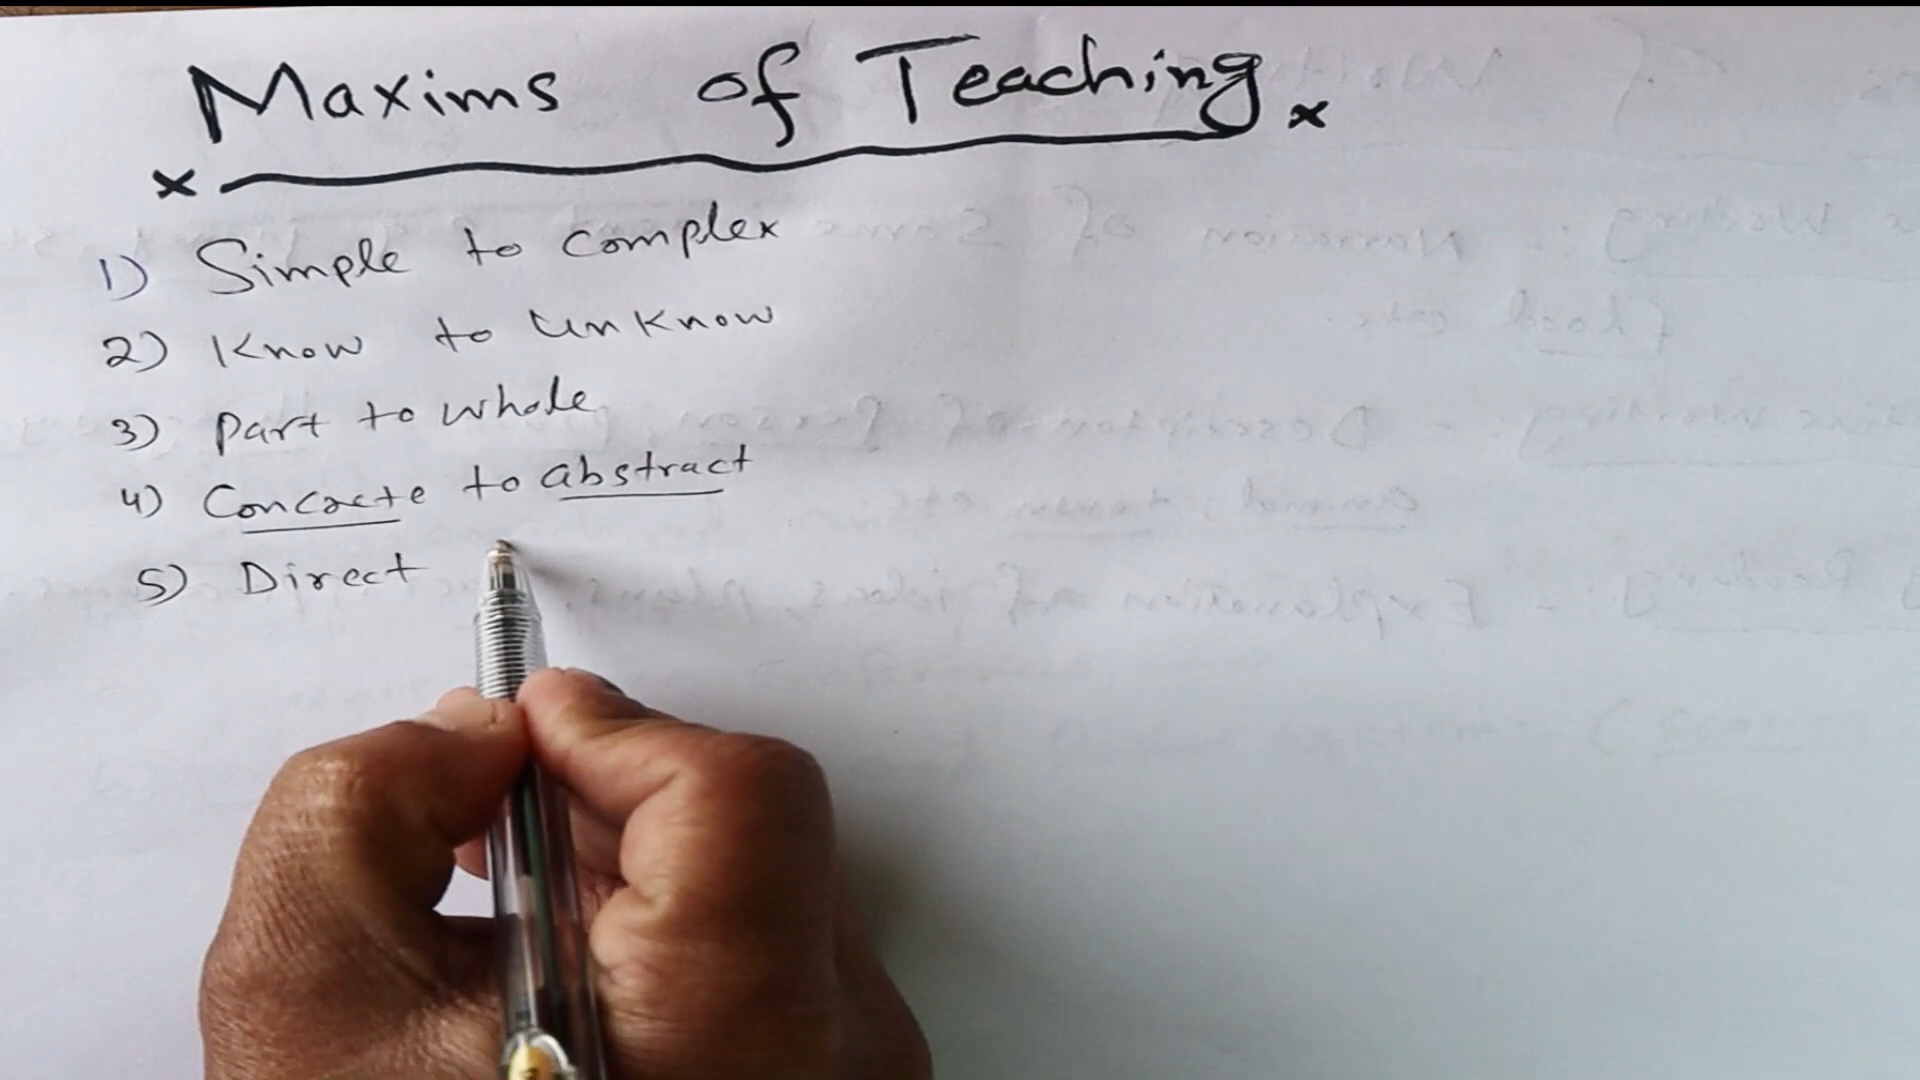 Maxims of Teaching
1) Simple to complex
2) Know to unknow
3) Part to whole
4) Concrete to abstract
5) Direct